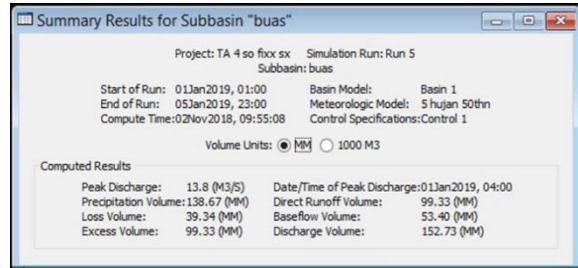 Summary Results for Subbasin "buas"
Project: TA 4 so fixx sx Simulation Run: Run 5
Subbasin: buas
Start of Run: 01Jan2019, 01:00 Basin Model: Basin 1
End of Run: 05Jan2019, 23:00 Meteorologic Model: 5 hujan 50thn
Compute Time:02Nov2018, 09:55:08 Control Specifications:Control 1
Volume Units: MM 1000 M3
Computed Results
Peak Discharge: 13.8 (M3/S) Date/Time of Peak Discharge:01Jan2019, 04:00
Precipitation Volume:138.67 (MM) Direct Runoff Volume: 99.33 (MM)
Loss Volume: 39.34 (MM) Baseflow Volume: 53.40 (MM)
Excess Volume: 99.33 (MM) Discharge Volume: 152.73 (MM)